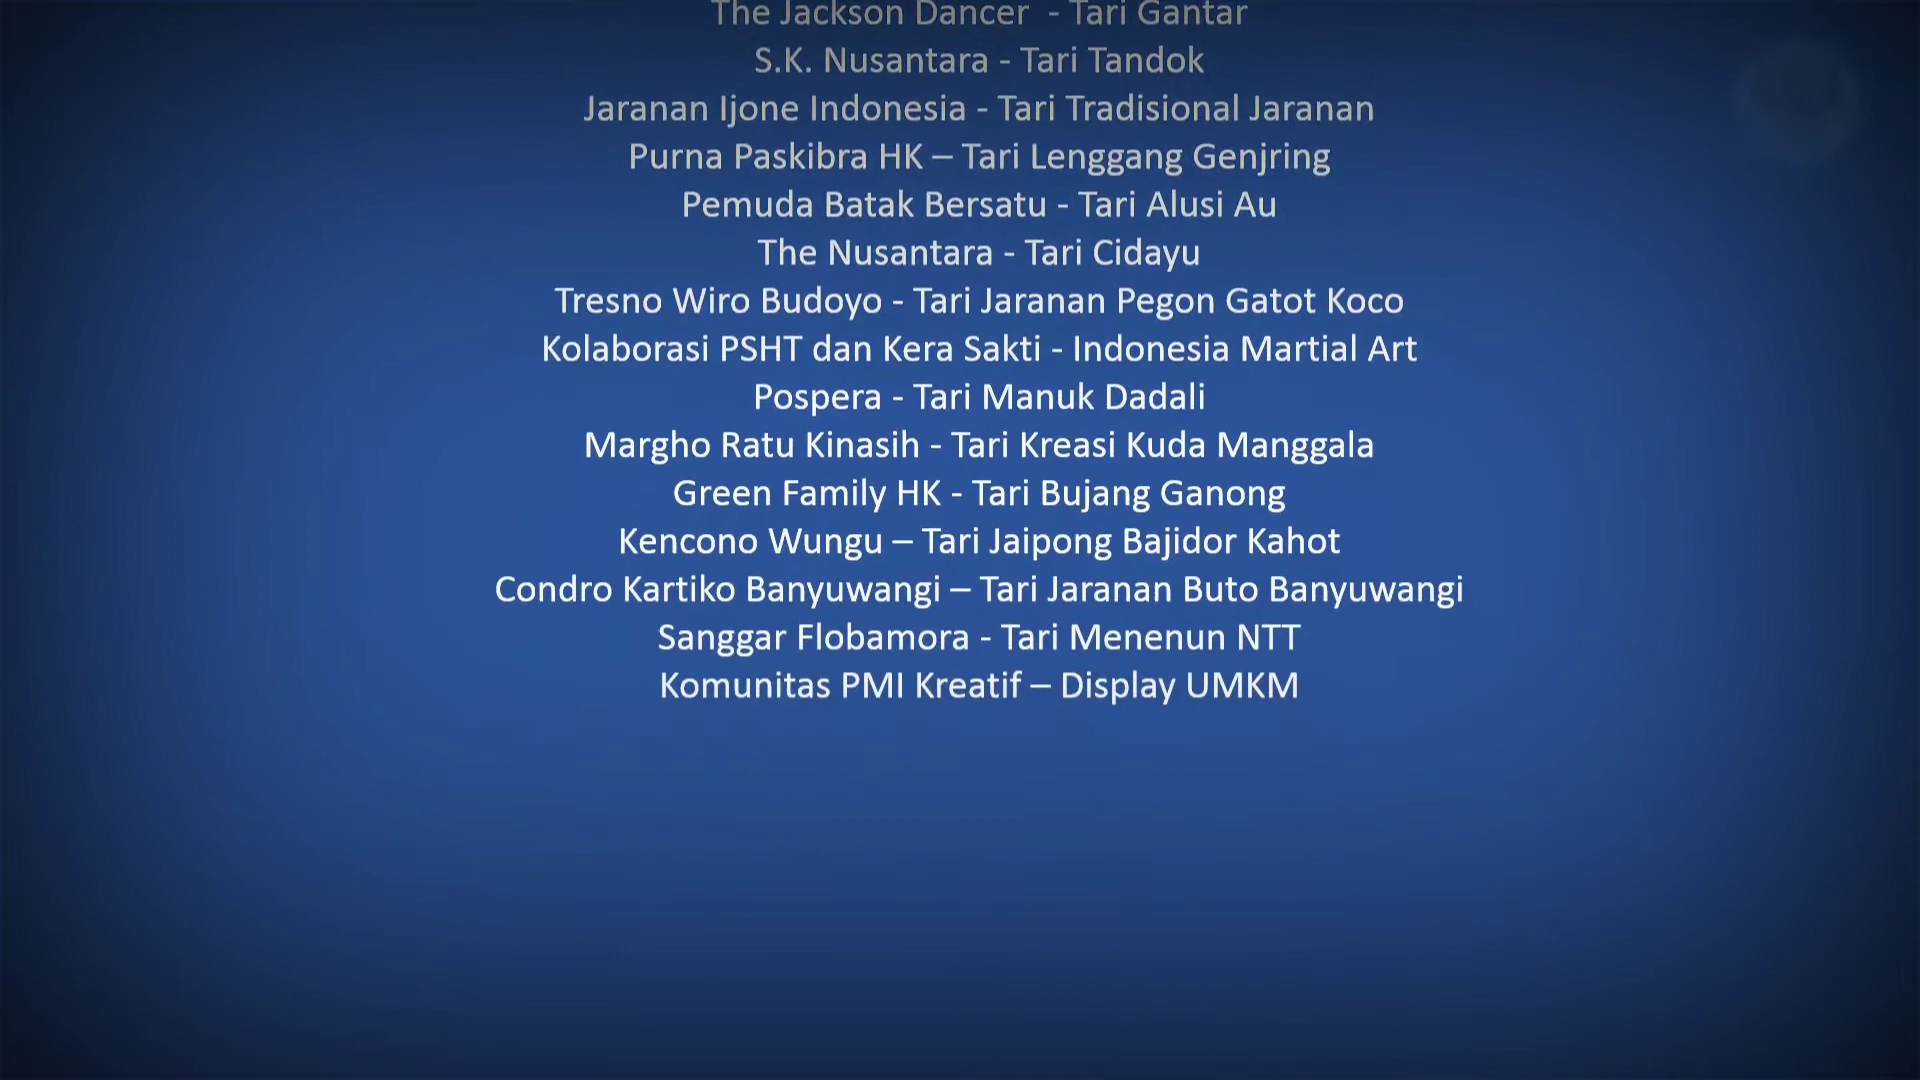 The Jackson Dancer  - Tari Gantar
S.K. Nusantara - Tari Tandok
Jaranan Ijone Indonesia - Tari Tradisional Jaranan
Purna Paskibra HK – Tari Lenggang Genjring
Pemuda Batak Bersatu - Tari Alusi Au
The Nusantara - Tari Cidayu
Tresno Wiro Budoyo - Tari Jaranan Pegon Gatot Koco
Kolaborasi PSHT dan Kera Sakti - Indonesia Martial Art
Pospera - Tari Manuk Dadali
Margho Ratu Kinasih - Tari Kreasi Kuda Manggala
Green Family HK - Tari Bujang Ganong
Kencono Wungu – Tari Jaipong Bajidor Kahot
Condro Kartiko Banyuwangi – Tari Jaranan Buto Banyuwangi
Sanggar Flobamora - Tari Menenun NTT
Komunitas PMI Kreatif – Display UMKM